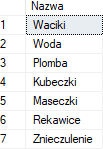 Nazwa
1 Waciki
2 Woda
3 Plomba
4 Kubeczki
5 Maseczki
6 Rekawice
7 Znieczulenie